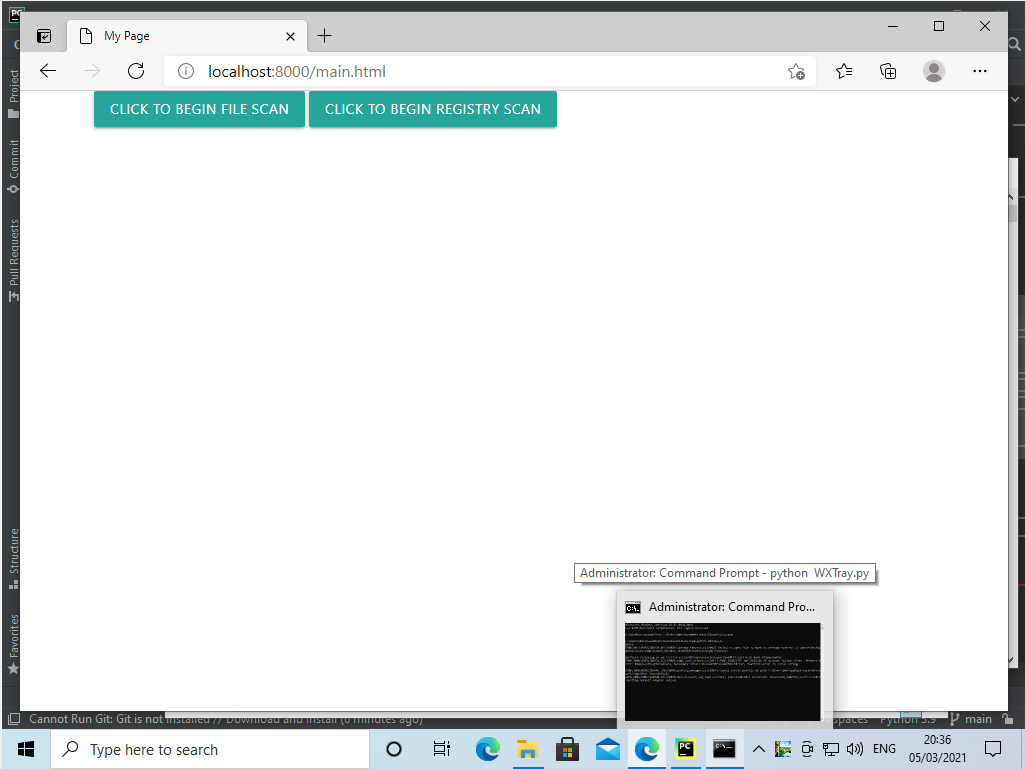 PC
My Page
localhost:8000/main.html
CLICK TO BEGIN FILE SCAN
CLICK TO BEGIN REGISTRY SCAN
Project
Commit
Pull Requests
Structure
Favorites
Administrator: Command Prompt - python WXTray.py
Administrator: Command Pro...
Cannot Run Git: Git is not installed // Download and install (0 minutes ago)
spaces
Python 3.9
main
Type here to search
PC
ENG
20:36
05/03/2021